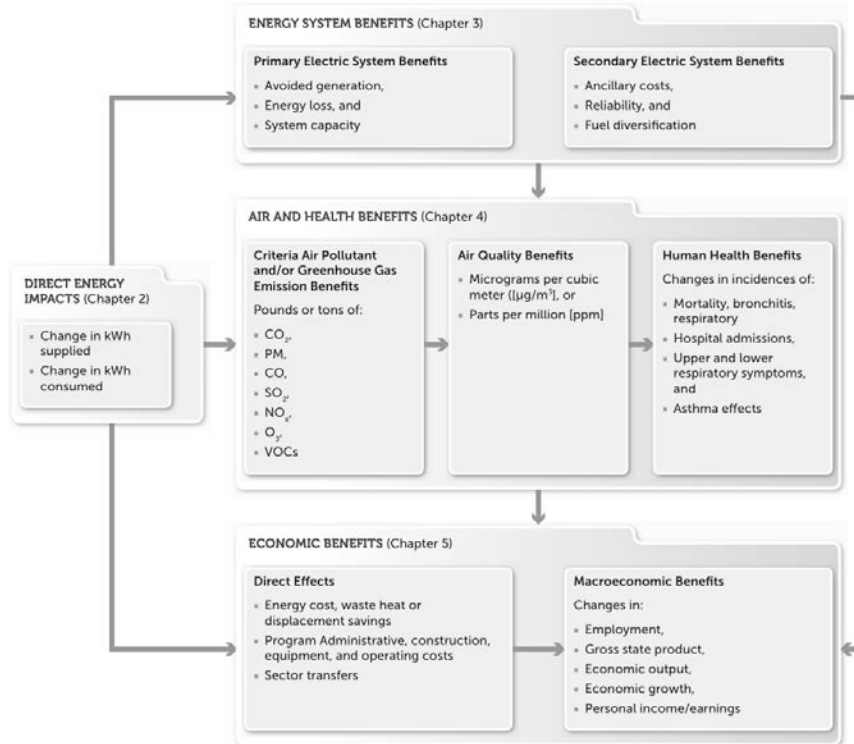 ENERGY SYSTEM BENEFITS (Chapter 3)
Primary Electric System Benefits
▪ Avoided generation,
▪ Energy loss, and
▪ System capacity
Secondary Electric System Benefits
▪ Ancillary costs,
▪ Reliability, and
▪ Fuel diversification
AIR AND HEALTH BENEFITS (Chapter 4)
DIRECT ENERGY
IMPACTS (Chapter 2)
▪ Change in kWh
supplied
▪ Change in kWh
consumed
Criteria Air Pollutant
and/or Greenhouse Gas
Emission Benefits
Pounds or tons of:
▪ CO₂,
▪ PM,
▪ CO,
▪ SO₂,
▪ NOₓ,
▪ O₃,
▪ VOCs
Air Quality Benefits
▪ Micrograms per cubic
meter ([µg/m³], or
▪ Parts per million [ppm]
Human Health Benefits
Changes in incidences of:
▪ Mortality, bronchitis,
respiratory
▪ Hospital admissions,
▪ Upper and lower
respiratory symptoms,
and
▪ Asthma effects
ECONOMIC BENEFITS (Chapter 5)
Direct Effects
▪ Energy cost, waste heat or
displacement savings
▪ Program Administrative, construction,
equipment, and operating costs
▪ Sector transfers
Macroeconomic Benefits
Changes in:
▪ Employment,
▪ Gross state product,
▪ Economic output,
▪ Economic growth,
▪ Personal income/earnings